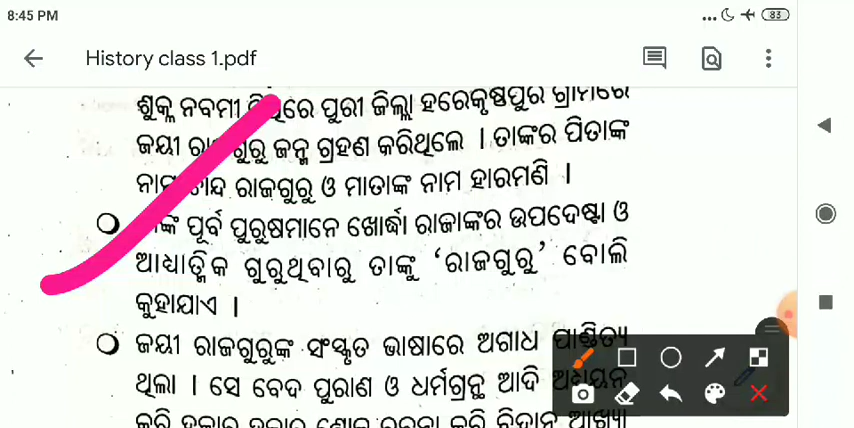 8:45 PM
83
History class 1.pdf
ଶୁକ୍ଳ ନବମୀ ପୁରୀ ଜିଲ୍ଲା ହରେକୃଷ୍ଣପୁର ଗ୍ରାମରେ
ଜୟୀ ରାଜଗୁରୁ ଜନ୍ମ ଗ୍ରହଣ କରିଥିଲେ । ତାଙ୍କର ପିତାଙ୍କ
ନାମ ରାଜଗୁରୁ ଓ ମାତାଙ୍କ ନାମ ହାରମଣି ।
ପୂର୍ବ ପୁରୁଷମାନେ ଖୋର୍ଦ୍ଧା ରାଜାଙ୍କର ଉପଦେଷ୍ଟା ଓ
ଆଧ୍ୟାତ୍ମିକ ଗୁରୁଥିବାରୁ ତାଙ୍କୁ ‘ରାଜଗୁରୁ’ ବୋଲି
କୁହାଯାଏ ।
ଜୟୀ ରାଜଗୁରୁଙ୍କ ସଂସ୍କୃତ ଭାଷାରେ ଅଗାଧ ପାଣ୍ଡିତ୍ୟ
ଥିଲା । ସେ ବେଦ ପୁରାଣ ଓ ଧର୍ମଗ୍ରନ୍ଥ ଆଦି ଅଧ୍ୟୟନ